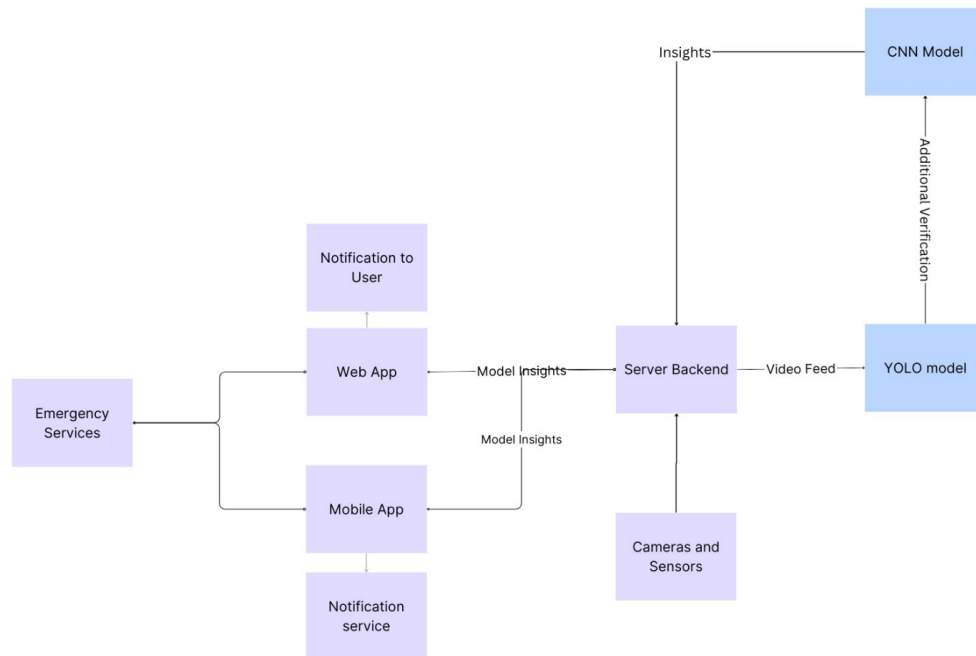 CNN Model
Insights
Additional Verification
Notification to
User
Web App
Model Insights
Server Backend
Video Feed
YOLO model
Emergency
Services
Model Insights
Mobile App
Cameras and
Sensors
Notification
service